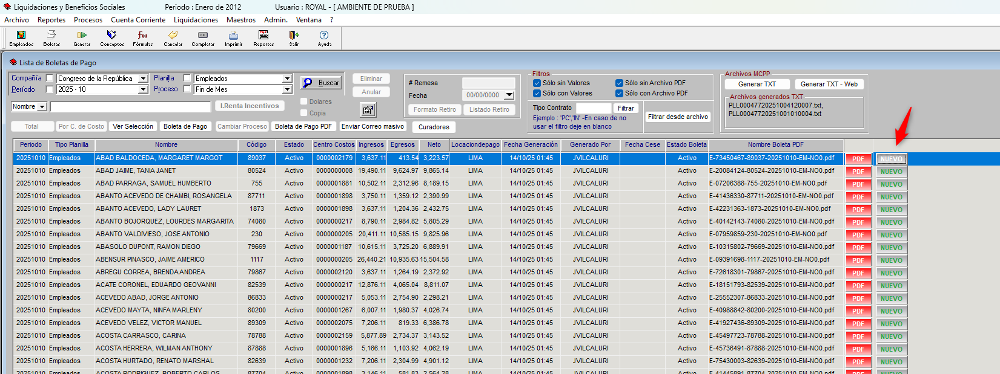 Liquidaciones y Beneficios Sociales Periodo : Enero de 2012 Usuario : ROYAL - [ AMBIENTE DE PRUEBA ]
Archivo Reportes Procesos Cuenta Corriente Liquidaciones Maestros Admin. Ventana ?
Empleados Boletas Generar Conceptos Fórmulas Cancelar Completar Imprimir Reportes Salir Ayuda
Lista de Boletas de Pago
Compañía Congreso de la República Planilla Empleados
Período 2025 - 10 Proceso Fin de Mes
Buscar
Eliminar
Anular
Nombre I.Renta Incentivos
Dolares
Copia
# Remesa
Fecha 00/00/0000
Formato Retiro Listado Retiro
Filtros
Sólo sin Valores Sólo sin Archivo PDF
Sólo con Valores Sólo con Archivo PDF
Tipo Contrato Filtrar
Ejemplo : 'PC','IN' -En caso de no
usar el filtro deje en blanco
Filtrar desde archivo
Archivos MCPP
Generar TXT Generar TXT - Web
Archivos generados TXT
PLL00047720251004120007.txt,
PLL00047720251001010004.txt
Total Por C. de Costo Ver Selección Boleta de Pago Cambiar Proceso Boleta de Pago PDF Enviar Correo masivo Curadores
Periodo Tipo Planilla Nombre Código Estado Centro Costos Ingresos Egresos Neto Locaciondepago Fecha Generación Generado Por Fecha Cese Estado Boleta Nombre Boleta PDF
20251010 Empleados ABAD BALDOCEDA, MARGARET MARGOT 89037 Activo 0000002179 3,637.11 413.54 3,223.57 LIMA 14/10/25 01:45 JVILCALURI Activo E-73450467-89037-20251010-EM-NO0.pdf PDF NUEVO
20251010 Empleados ABAD JAIME, TANIA JANET 80524 Activo 0000000008 19,490.11 9,624.97 9,865.14 LIMA 14/10/25 01:45 JVILCALURI Activo E-20084124-80524-20251010-EM-NO0.pdf PDF NUEVO
20251010 Empleados ABAD PARRAGA, SAMUEL HUMBERTO 755 Activo 0000001881 10,502.11 2,312.96 8,189.15 LIMA 14/10/25 01:45 JVILCALURI Activo E-07206388-755-20251010-EM-NO0.pdf PDF NUEVO
20251010 Empleados ABANTO ACEVEDO DE CHAMBI, ROSANGELA 87711 Activo 0000001898 3,750.11 1,359.12 2,390.99 LIMA 14/10/25 01:45 JVILCALURI Activo E-41436330-87711-20251010-EM-NO0.pdf PDF NUEVO
20251010 Empleados ABANTO ACEVEDO, LADY LAURET 1873 Activo 0000001898 3,637.11 1,204.36 2,432.75 LIMA 14/10/25 01:45 JVILCALURI Activo E-42231363-1873-20251010-EM-NO0.pdf PDF NUEVO
20251010 Empleados ABANTO BOJORQUEZ, LOURDES MARGARITA 74080 Activo 0000000217 8,790.11 2,984.82 5,805.29 LIMA 14/10/25 01:45 JVILCALURI Activo E-40142143-74080-20251010-EM-NO0.pdf PDF NUEVO
20251010 Empleados ABANTO VALDIVIESO, JOSE ANTONIO 230 Activo 0000000205 20,411.11 10,585.15 9,825.96 LIMA 14/10/25 01:45 JVILCALURI Activo E-07959859-230-20251010-EM-NO0.pdf PDF NUEVO
20251010 Empleados ABASOLO DUPONT, RAMON DIEGO 79669 Activo 0000001187 10,615.11 3,725.20 6,889.91 LIMA 14/10/25 01:45 JVILCALURI Activo E-10315802-79669-20251010-EM-NO0.pdf PDF NUEVO
20251010 Empleados ABENSUR PINASCO, JAIME AMERICO 1117 Activo 0000000205 26,440.21 10,935.63 15,504.58 LIMA 14/10/25 01:45 JVILCALURI Activo E-09391698-1117-20251010-EM-NO0.pdf PDF NUEVO
20251010 Empleados ABREGU CORREA, BRENDA ANDREA 79867 Activo 0000002120 3,637.11 1,264.19 2,372.92 LIMA 14/10/25 01:45 JVILCALURI Activo E-72618301-79867-20251010-EM-NO0.pdf PDF NUEVO
20251010 Empleados ACATE CORONEL, EDUARDO GEOVANNI 82539 Activo 0000000217 12,876.11 4,065.04 8,811.07 LIMA 14/10/25 01:45 JVILCALURI Activo E-18151793-82539-20251010-EM-NO0.pdf PDF NUEVO
20251010 Empleados ACEVEDO ABAD, JORGE ANTONIO 86833 Activo 0000000217 5,053.11 2,754.90 2,298.21 LIMA 14/10/25 01:45 JVILCALURI Activo E-25552307-86833-20251010-EM-NO0.pdf PDF NUEVO
20251010 Empleados ACEVEDO MAYTA, NINFA MARLENY 80200 Activo 0000001267 6,007.11 1,980.37 4,026.74 LIMA 14/10/25 01:45 JVILCALURI Activo E-40988842-80200-20251010-EM-NO0.pdf PDF NUEVO
20251010 Empleados ACEVEDO VELEZ, VICTOR MANUEL 89309 Activo 0000002075 7,206.11 819.33 6,386.78 LIMA 14/10/25 01:45 JVILCALURI Activo E-41927436-89309-20251010-EM-NO0.pdf PDF NUEVO
20251010 Empleados ACOSTA CARRASCO, CARINA 78788 Activo 0000002159 5,877.89 2,734.37 3,143.52 LIMA 14/10/25 01:45 JVILCALURI Activo E-45497723-78788-20251010-EM-NO0.pdf PDF NUEVO
20251010 Empleados ACOSTA HERRERA, WILMAN ANTHONY 87888 Activo 0000001896 5,166.11 1,103.92 4,062.19 LIMA 14/10/25 01:45 JVILCALURI Activo E-45736491-87888-20251010-EM-NO0.pdf PDF NUEVO
20251010 Empleados ACOSTA HURTADO, RENATO MARSHAL 82639 Activo 0000001232 7,206.11 2,304.99 4,901.12 LIMA 14/10/25 01:45 JVILCALURI Activo E-75430003-82639-20251010-EM-NO0.pdf PDF NUEVO
20251010 Empleados ACOSTA RODRIGUEZ, ROBERTO CARLOS 87704 Activo 0000001898 3,146.11 581.83 2,564.28 LIMA 14/10/25 01:45 JVILCALURI Activo E-41445891-87704-20251010-EM-NO0.pdf PDF NUEVO